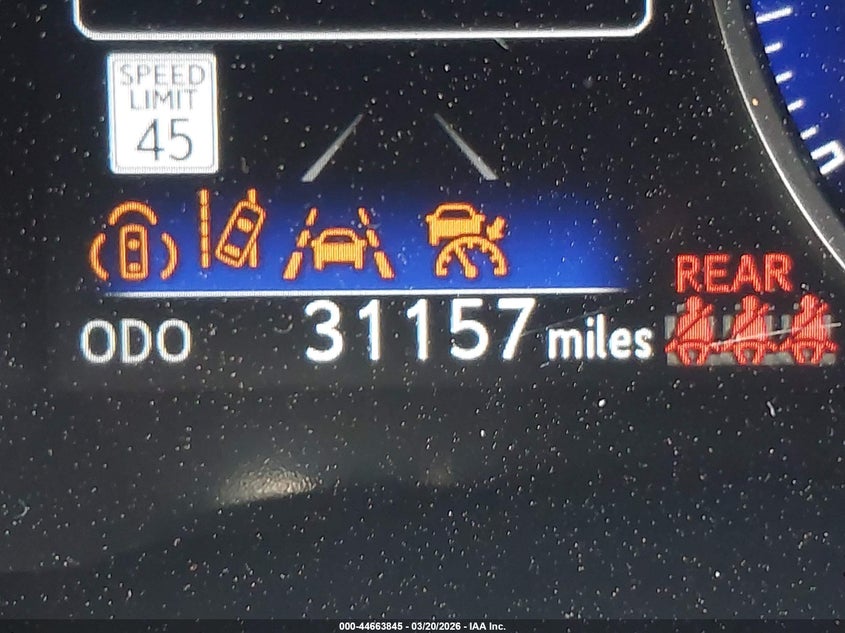 SPEED
LIMIT
45
REAR
ODO 31157 miles
000-44663845 - 03/20/2026 - IAA Inc.